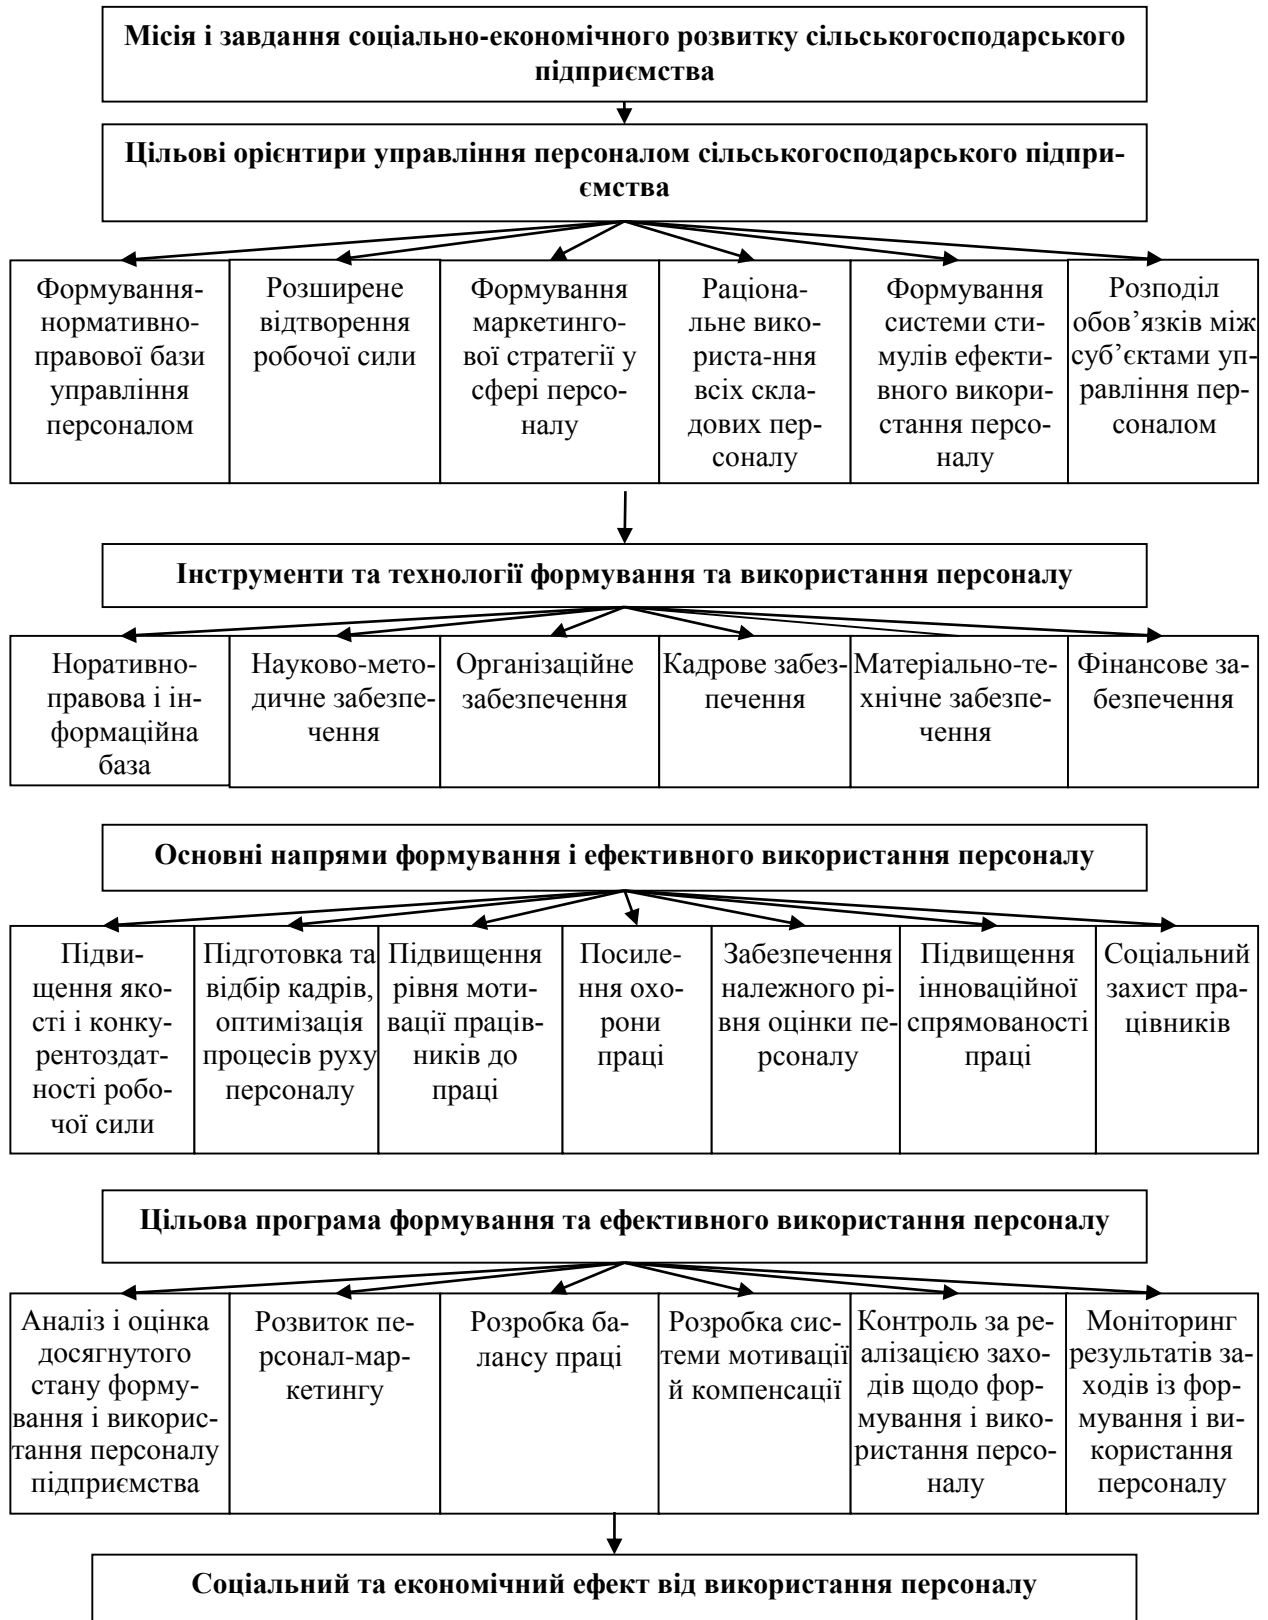 Місія і завдання соціально-економічного розвитку сільськогосподарського
підприємства
Цільові орієнтири управління персоналом сільськогосподарського підпри-
ємства
Формування-
нормативно-
правової бази
управління
персоналом
Розширене
відтворення
робочої сили
Формування
маркетинго-
вої стратегії у
сфері персо-
налу
Раціона-
льне вико-
риста-ння
всіх скла-
дових пер-
соналу
Формування
системи сти-
мулів ефекти-
вного викори-
стання персо-
налу
Розподіл
обов’язків між
суб’єктами уп-
равління пер-
соналом
Інструменти та технології формування та використання персоналу
Норативно-
правова і ін-
формаційна
база
Науково-мето-
дичне забезпе-
чення
Організаційне
забезпечення
Кадрове забез-
печення
Матеріально-те-
хнічне забезпе-
чення
Фінансове за-
безпечення
Основні напрями формування і ефективного використання персоналу
Підви-
щення яко-
сті і конку-
рентоздат-
ності робо-
чої сили
Підготовка та
відбір кадрів,
оптимізація
процесів руху
персоналу
Підвищення
рівня моти-
вації праців-
ників до
праці
Посиле-
ння охо-
рони
праці
Забезпечення
належного рі-
вня оцінки пе-
рсоналу
Підвищення
інноваційної
спрямованості
праці
Соціальний
захист пра-
цівників
Цільова програма формування та ефективного використання персоналу
Аналіз і оцінка
досягнутого
стану форму-
вання і викорис-
тання персоналу
підприємства
Розвиток пе-
рсонал-мар-
кетингу
Розробка ба-
лансу праці
Розробка сис-
теми мотивації
й компенсації
Контроль за ре-
алізацією захо-
дів щодо фор-
мування і вико-
ристання персо-
налу
Моніторинг
результатів за-
ходів із фор-
мування і ви-
користання
персоналу
Соціальний та економічний ефект від використання персоналу